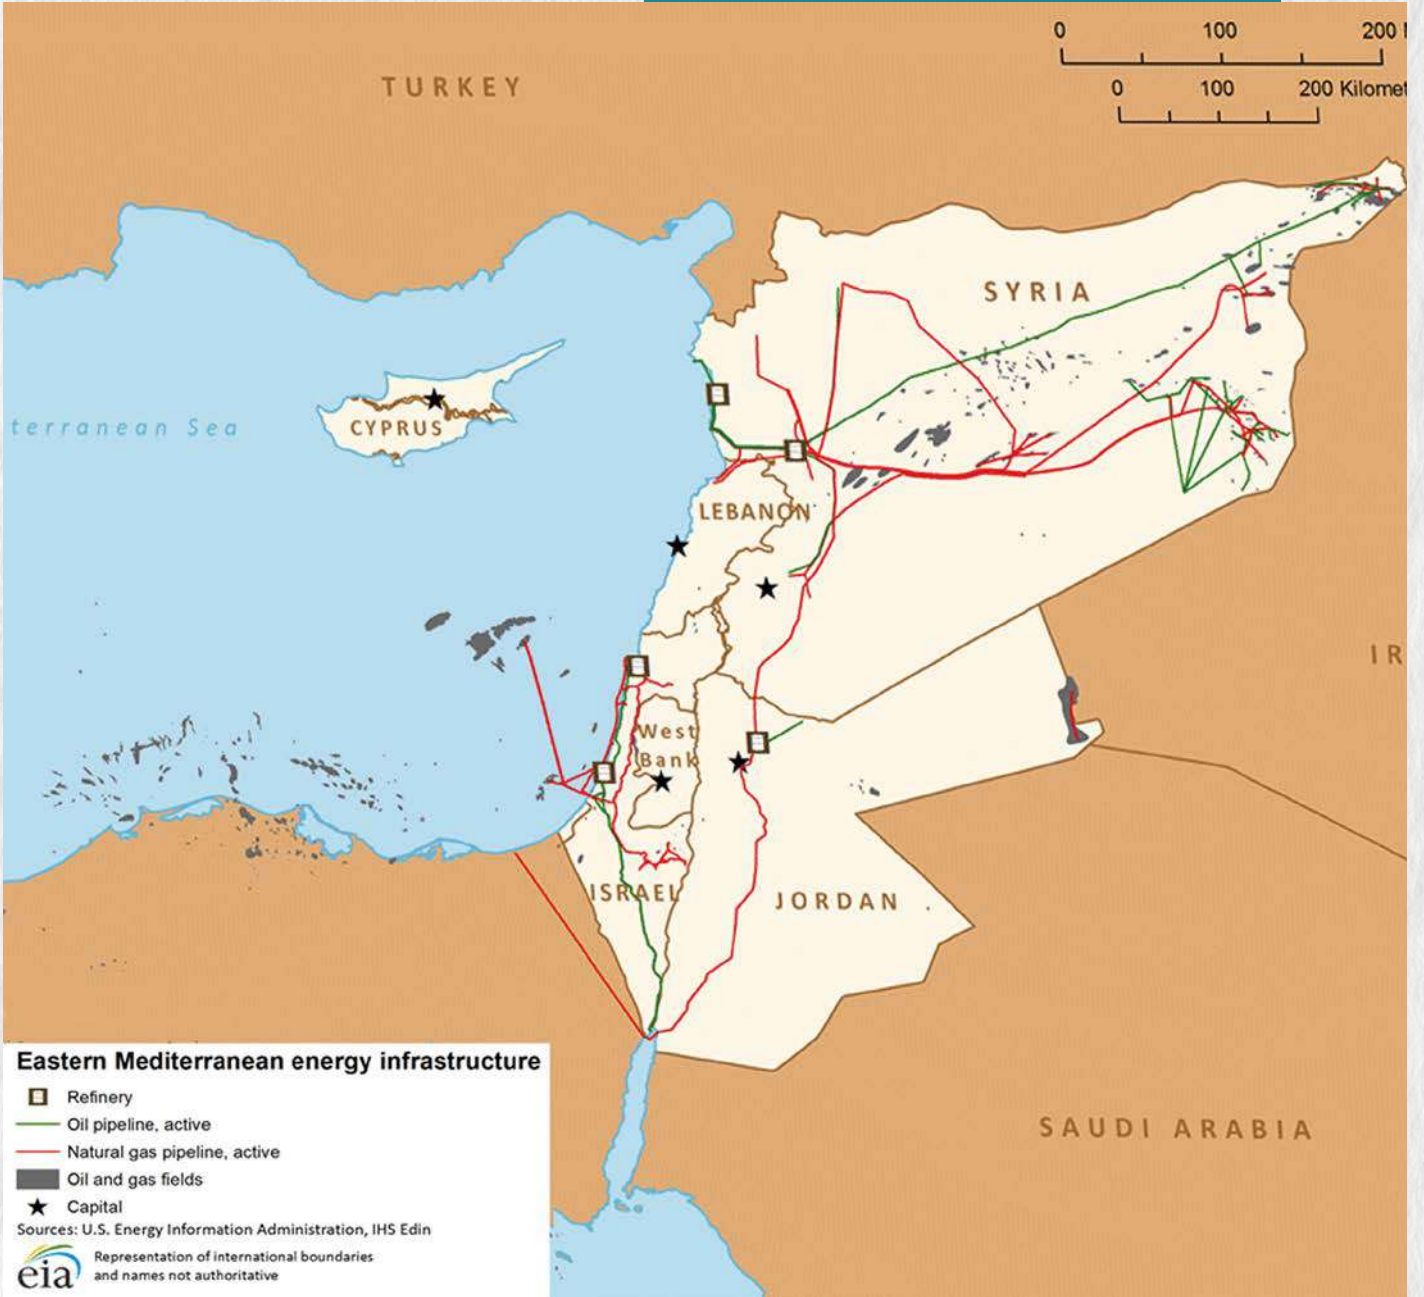 0 100 200
0 100 200 Kilomet
TURKEY
SYRIA
CYPRUS
terranean Sea
LEBANON
IR
West
Bank
ISRAEL
JORDAN
SAUDI ARABIA
Eastern Mediterranean energy infrastructure
Refinery
Oil pipeline, active
Natural gas pipeline, active
Oil and gas fields
Capital
Sources: U.S. Energy Information Administration, IHS Edin
eia
Representation of international boundaries
and names not authoritative